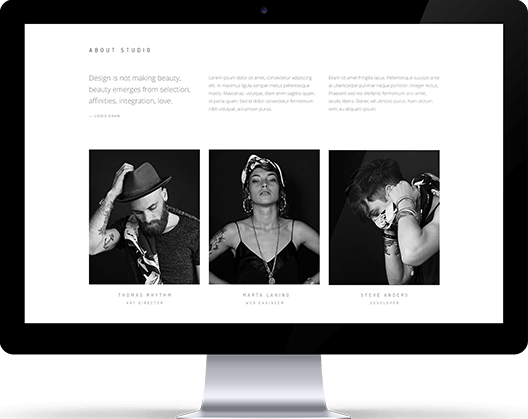 ABOUT STUDIO
Design is not making beauty,
beauty emerges from selection,
affinities, integration, love.
— LOUIS KAHN
Lorem ipsum dolor sit amet, consectetur adipiscing
elit. In maximus ligula semper metus pellentesque
mattis. Maecenas volutpat, diam enim sagittis quam,
id porta quam. Sed id dolor consectetur fermentum
nibh volutpat, accumsan purus.
Etiam sit amet fringilla lacus. Pellentesque suscipit ante
at ullamcorper pulvinar neque porttitor. Integer lectus.
Praesent sed nisi eleifend, fermentum orci amet,
iaculis libero. Donec vel ultricies purus. Nam dictum
sem, eu aliquam ipsum.
THOMAS RHYTHM
ART DIRECTOR
MARTA LANING
WEB ENGINEER
STEVE ANDERS
DEVELOPER